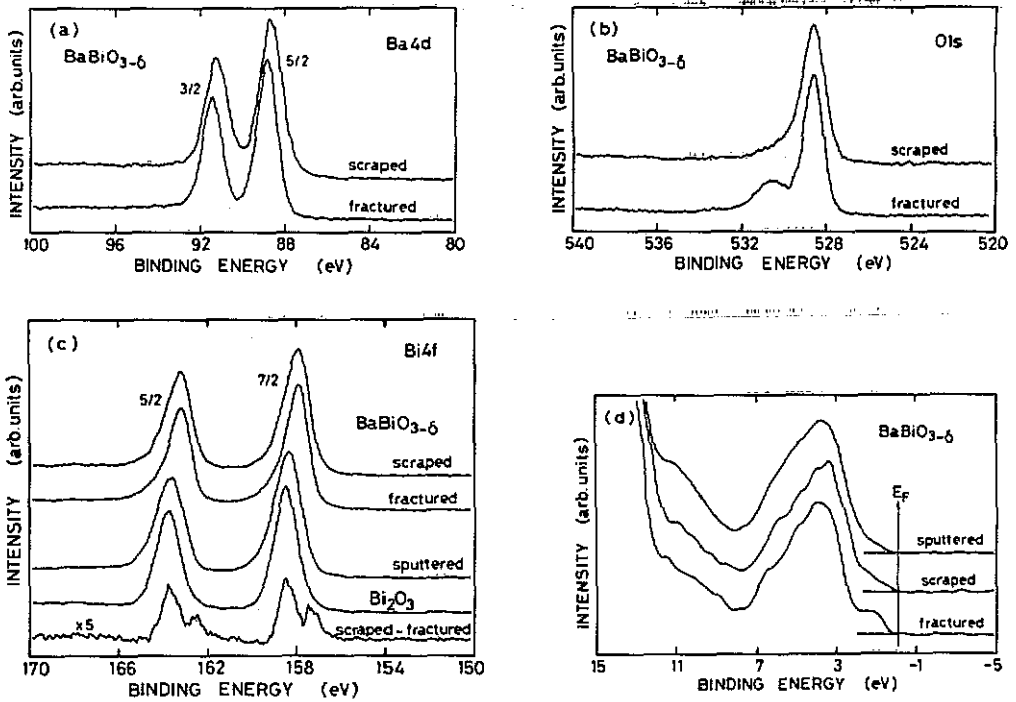 (a)
Ba4d
BaBiO3-δ
5/2
3/2
scraped
fractured
INTENSITY (arb.units)
100 96 92 88 84 80
BINDING ENERGY (eV)
(b)
O1s
BaBiO3-δ
scraped
fractured
INTENSITY (arb.units)
540 536 532 528 524 520
BINDING ENERGY (eV)
(c)
Bi4f
7/2
5/2
BaBiO3-δ
scraped
fractured
sputtered
Bi2O3
x5
scraped-fractured
INTENSITY (arb.units)
170 166 162 158 154 150
BINDING ENERGY (eV)
(d)
BaBiO3-δ
EF
sputtered
scraped
fractured
INTENSITY (arb.units)
15 11 7 3 -1 -5
BINDING ENERGY (eV)